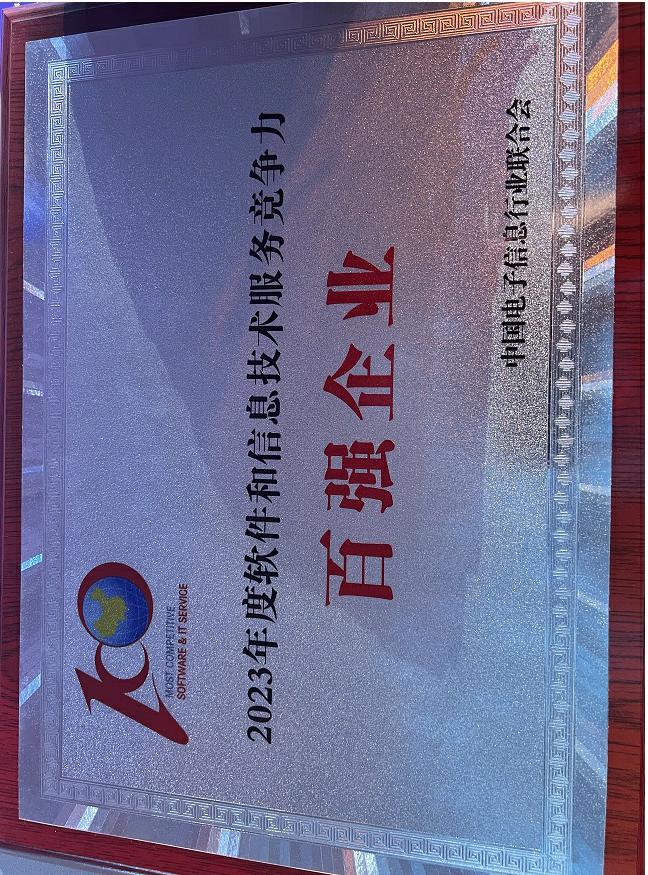 100
MOST COMPETITIVE
SOFTWARE & IT SERVICE
2023年度软件和信息技术服务竞争力
百强企业
中国电子信息行业联合会